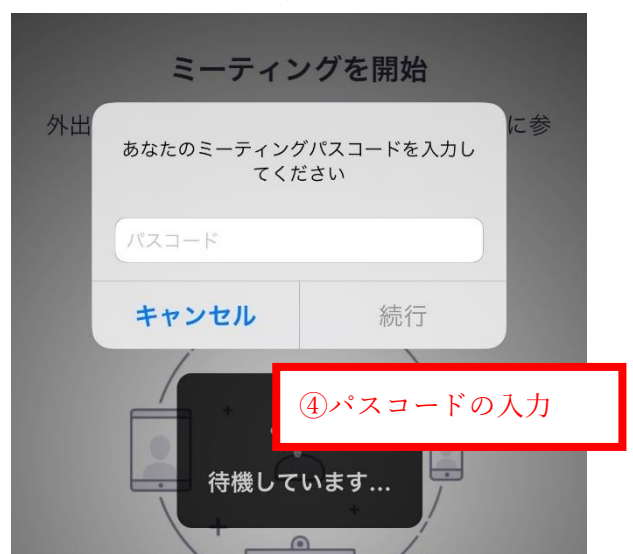 ミーティングを開始
外出
に参
あなたのミーティングパスコードを入力し
てください
パスコード
キャンセル
続行
④パスコードの入力
待機しています...